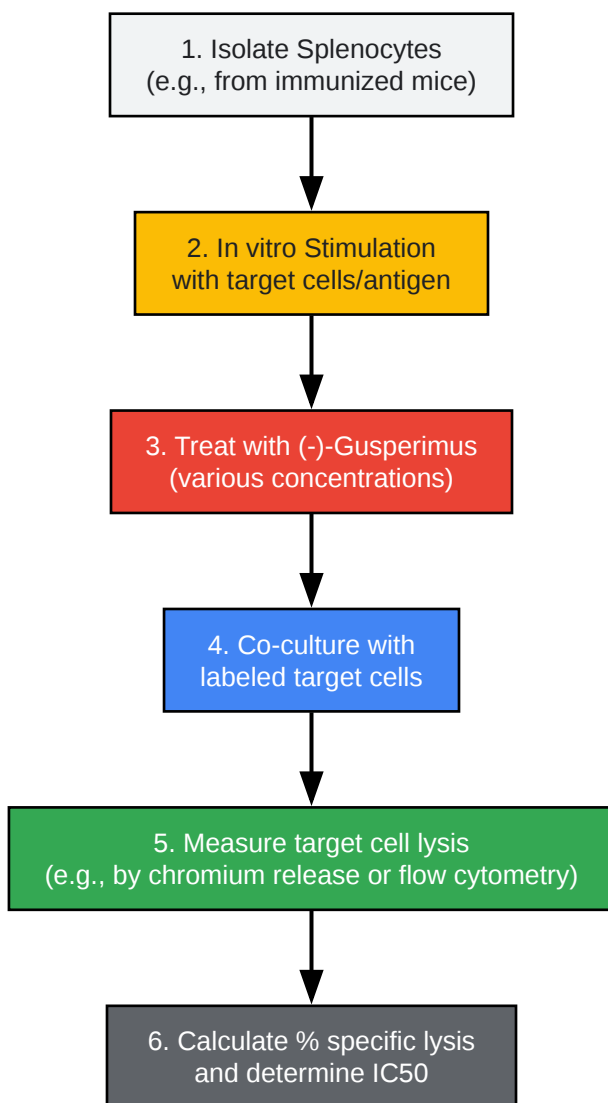 1. Isolate Splenocytes
(e.g., from immunized mice)
2. In vitro Stimulation
with target cells/antigen
3. Treat with (-)-Gusperimus
(various concentrations)
4. Co-culture with
labeled target cells
5. Measure target cell lysis
(e.g., by chromium release or flow cytometry)
6. Calculate % specific lysis
and determine IC50